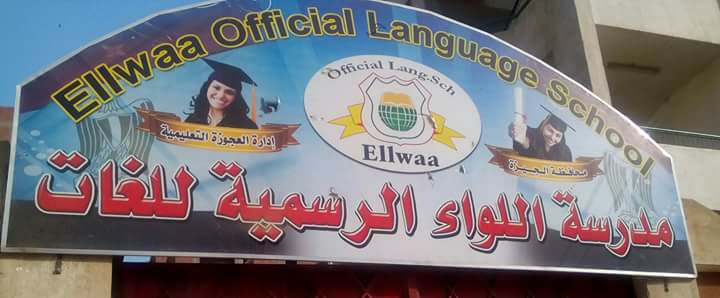 Ellwaa Official Language School
Official Lang.Sch
Ellwaa
إدارة العجوزة التعليمية
محافظة الجيزة
مدرسة اللواء الرسمية للغات